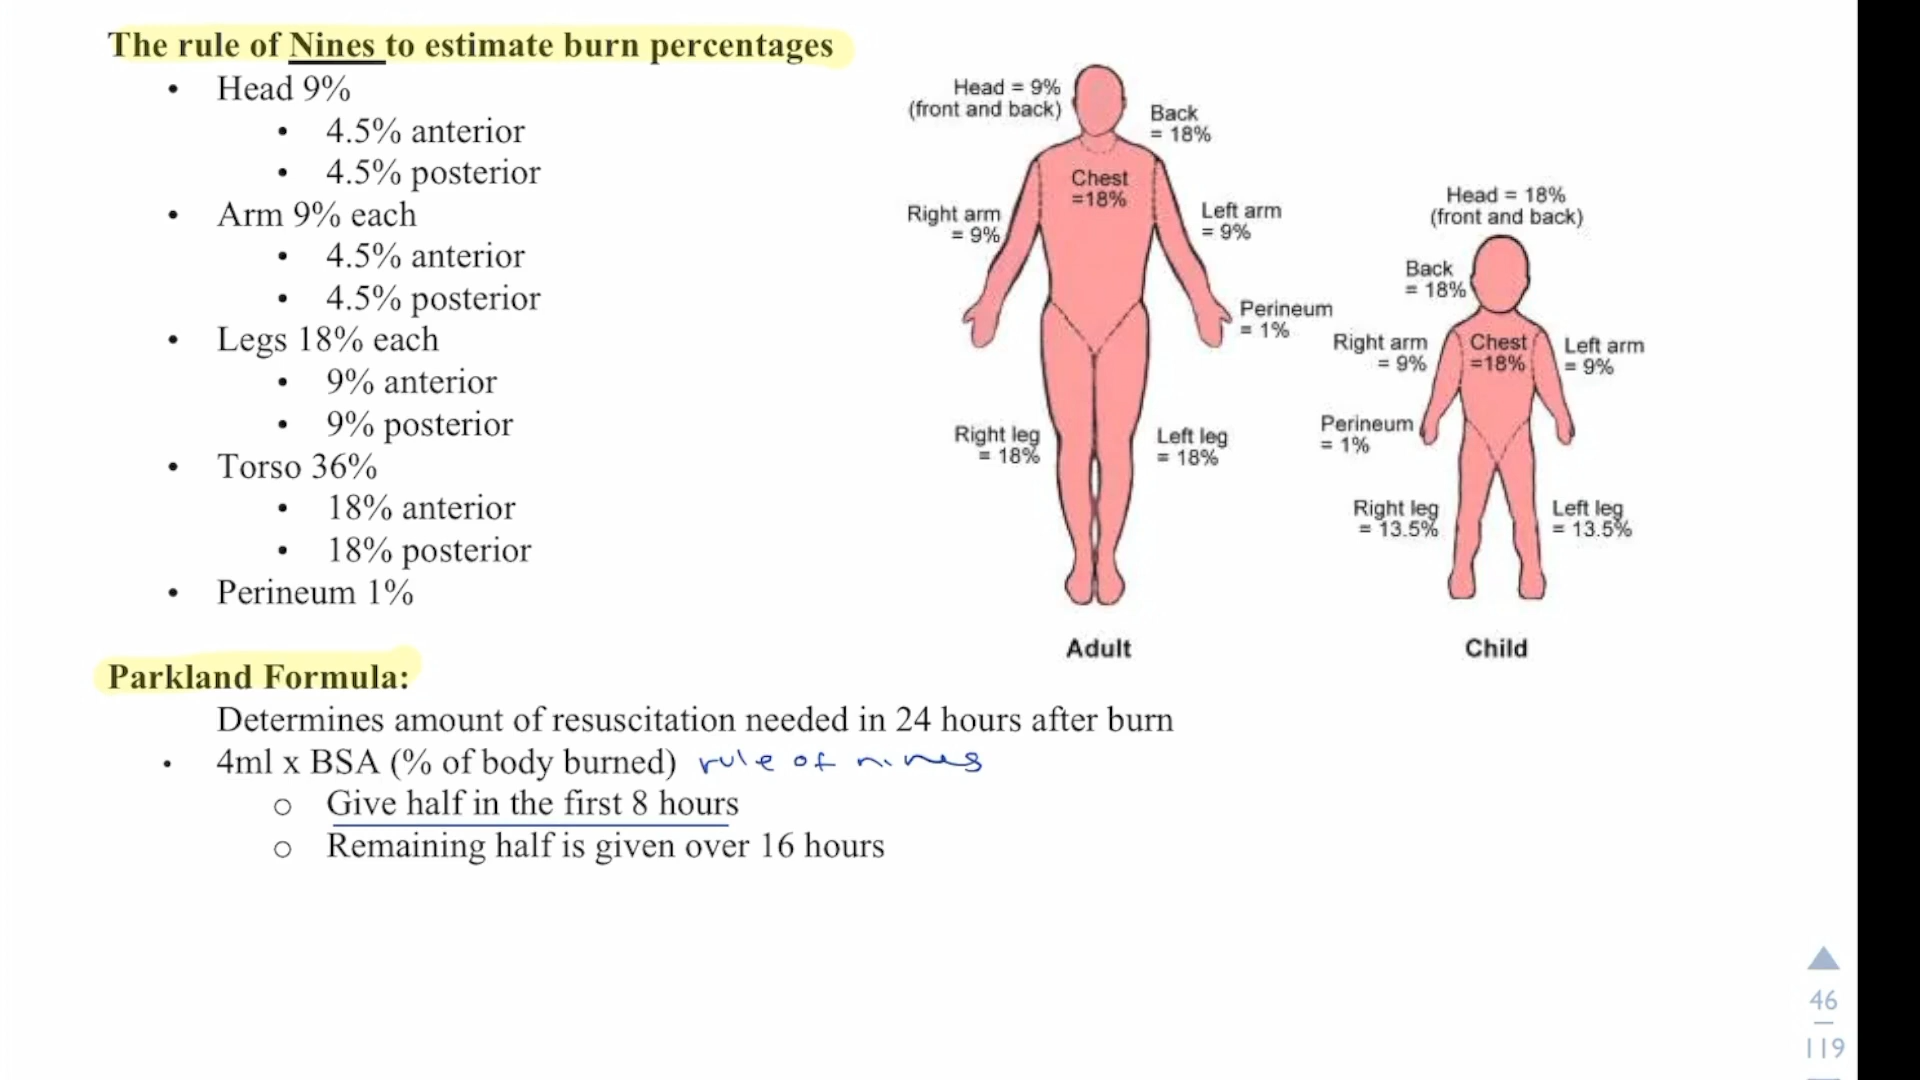 The rule of Nines to estimate burn percentages
• Head 9%
• 4.5% anterior
• 4.5% posterior
• Arm 9% each
• 4.5% anterior
• 4.5% posterior
• Legs 18% each
• 9% anterior
• 9% posterior
• Torso 36%
• 18% anterior
• 18% posterior
• Perineum 1%
Head = 9%
(front and back)
Back
= 18%
Chest
=18%
Right arm
= 9%
Left arm
= 9%
Perineum
= 1%
Right leg
= 18%
Left leg
= 18%
Adult
Head = 18%
(front and back)
Back
= 18%
Right arm
= 9%
Chest
=18%
Left arm
= 9%
Perineum
= 1%
Right leg
= 13.5%
Left leg
= 13.5%
Child
Parkland Formula:
Determines amount of resuscitation needed in 24 hours after burn
• 4ml x BSA (% of body burned) rule of nines
o Give half in the first 8 hours
o Remaining half is given over 16 hours
46
119